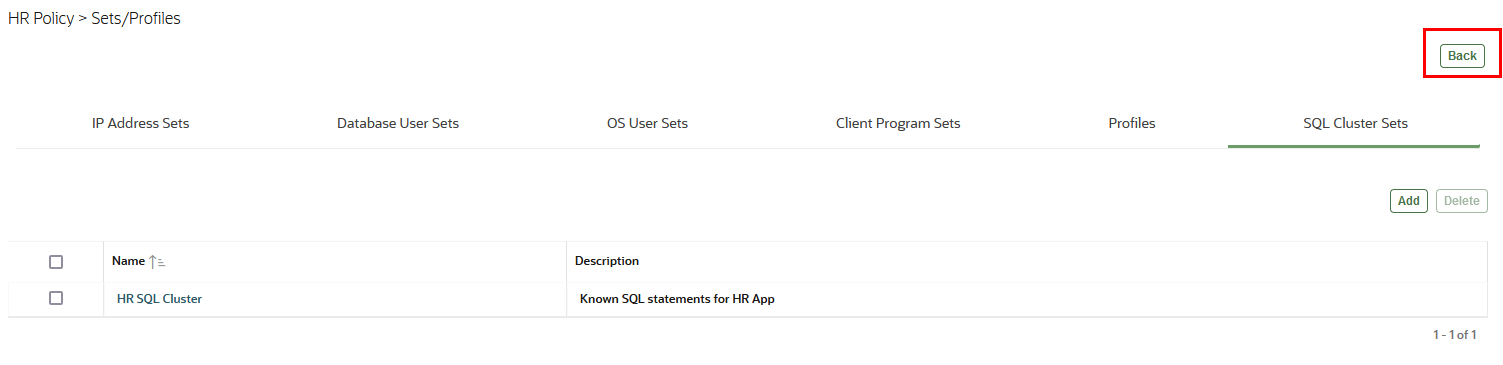 HR Policy > Sets/Profiles
Back
IP Address Sets Database User Sets OS User Sets Client Program Sets Profiles SQL Cluster Sets
Add Delete
Name Description
HR SQL Cluster Known SQL statements for HR App
1 - 1 of 1